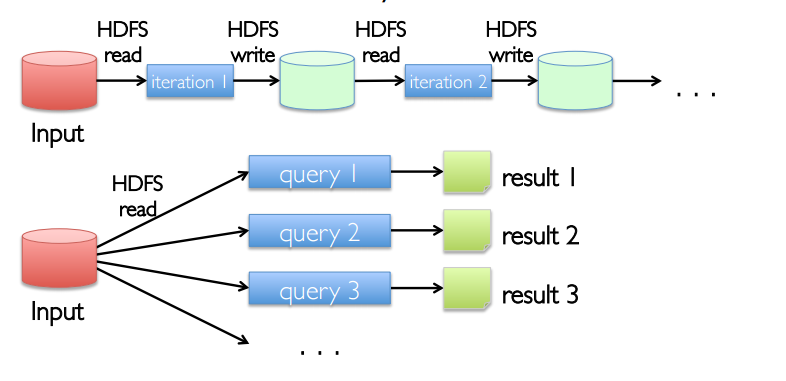 HDFS
read
HDFS
write
HDFS
read
HDFS
write
iteration 1
iteration 2
. . .
Input
HDFS
read
query 1
result 1
query 2
result 2
query 3
result 3
Input
. . .